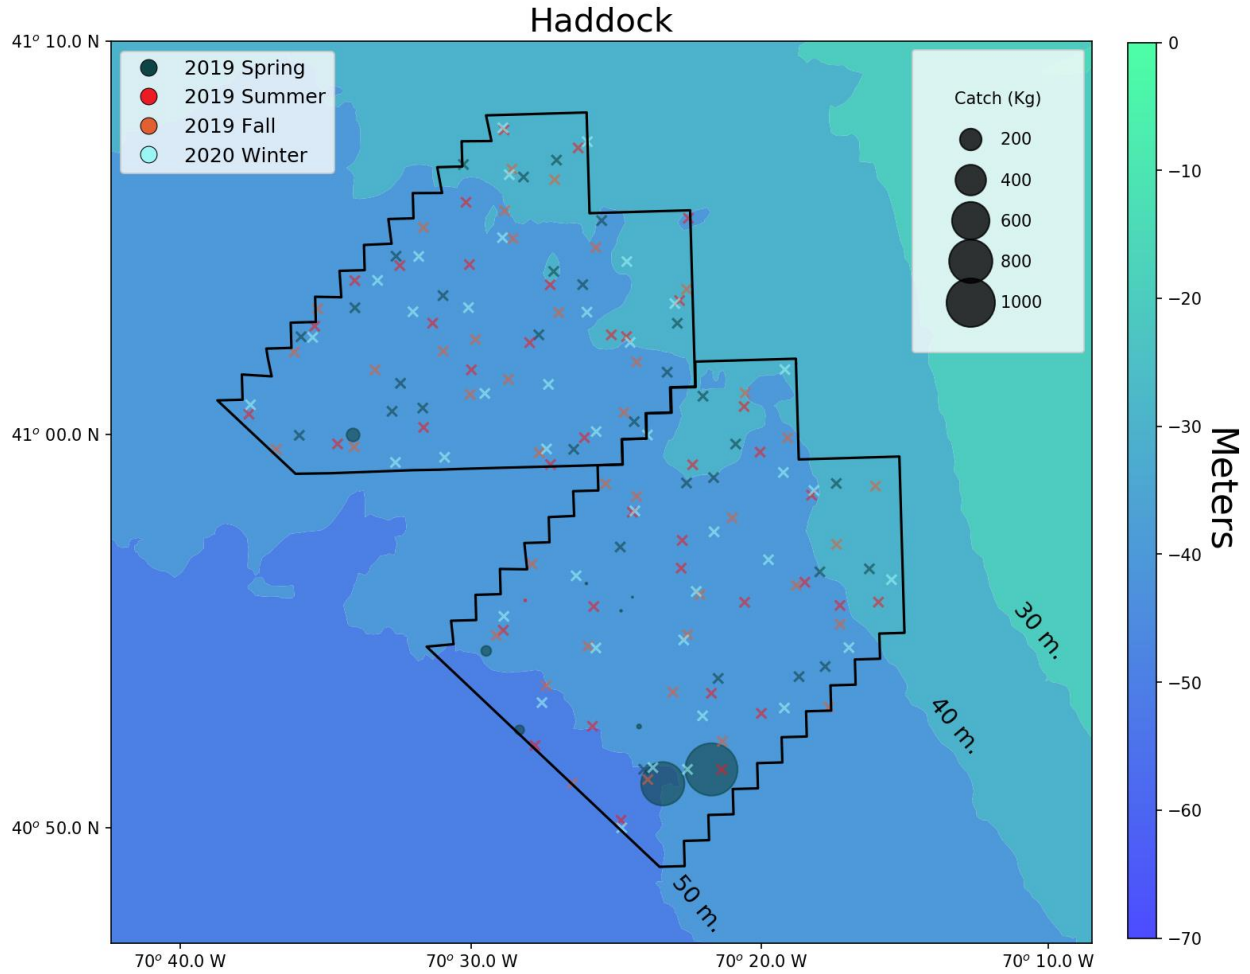 Haddock
41° 10.0 N
41° 00.0 N
40° 50.0 N
70° 40.0 W
70° 30.0 W
70° 20.0 W
70° 10.0 W
2019 Spring
2019 Summer
2019 Fall
2020 Winter
Catch (Kg)
200
400
600
800
1000
30 m.
40 m.
50 m.
0
−10
−20
−30
−40
−50
−60
−70
Meters